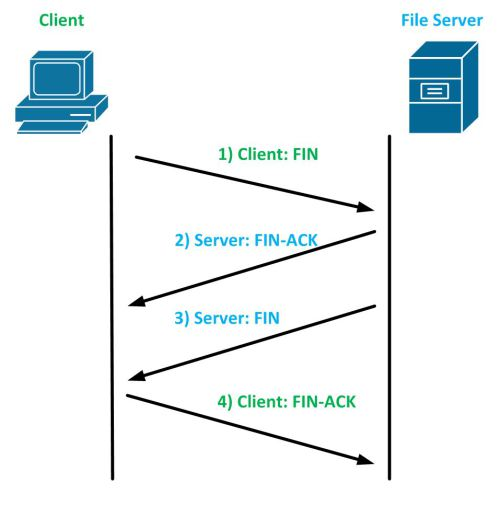 Client
File Server
1) Client: FIN
2) Server: FIN-ACK
3) Server: FIN
4) Client: FIN-ACK